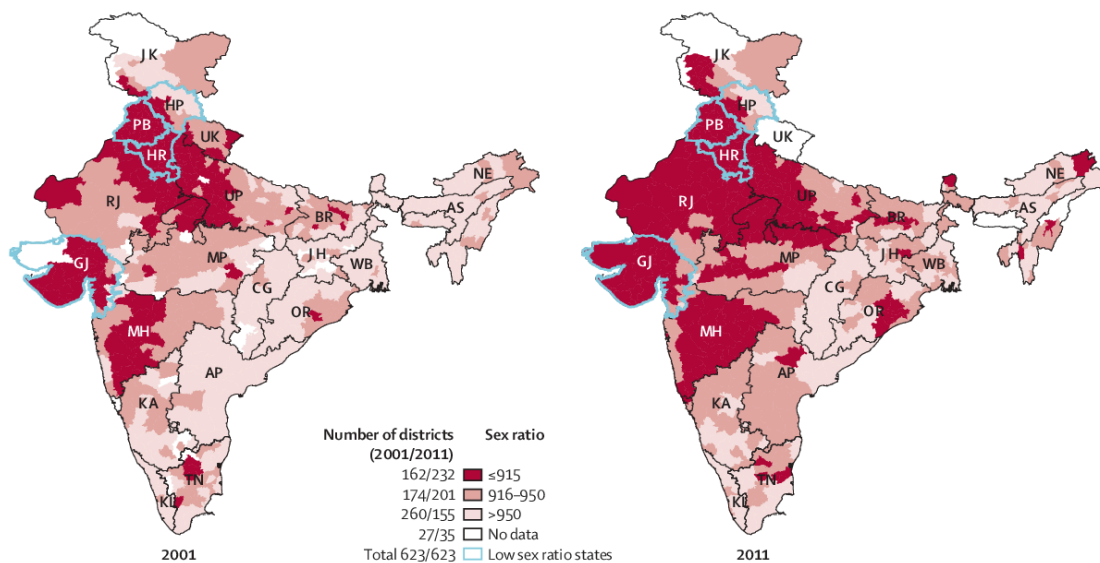 JK
HP
PB
UK
HR
NE
RJ
UP
AS
BR
GJ
MP
JH
WB
CG
OR
MH
AP
KA
TN
KL
2001
JK
HP
PB
UK
HR
NE
RJ
UP
AS
BR
GJ
MP
JH
WB
CG
OR
MH
AP
KA
TN
KL
2011
Number of districts Sex ratio
(2001/2011)
162/232 ≤915
174/201 916–950
260/155 >950
27/35 No data
Total 623/623 Low sex ratio states